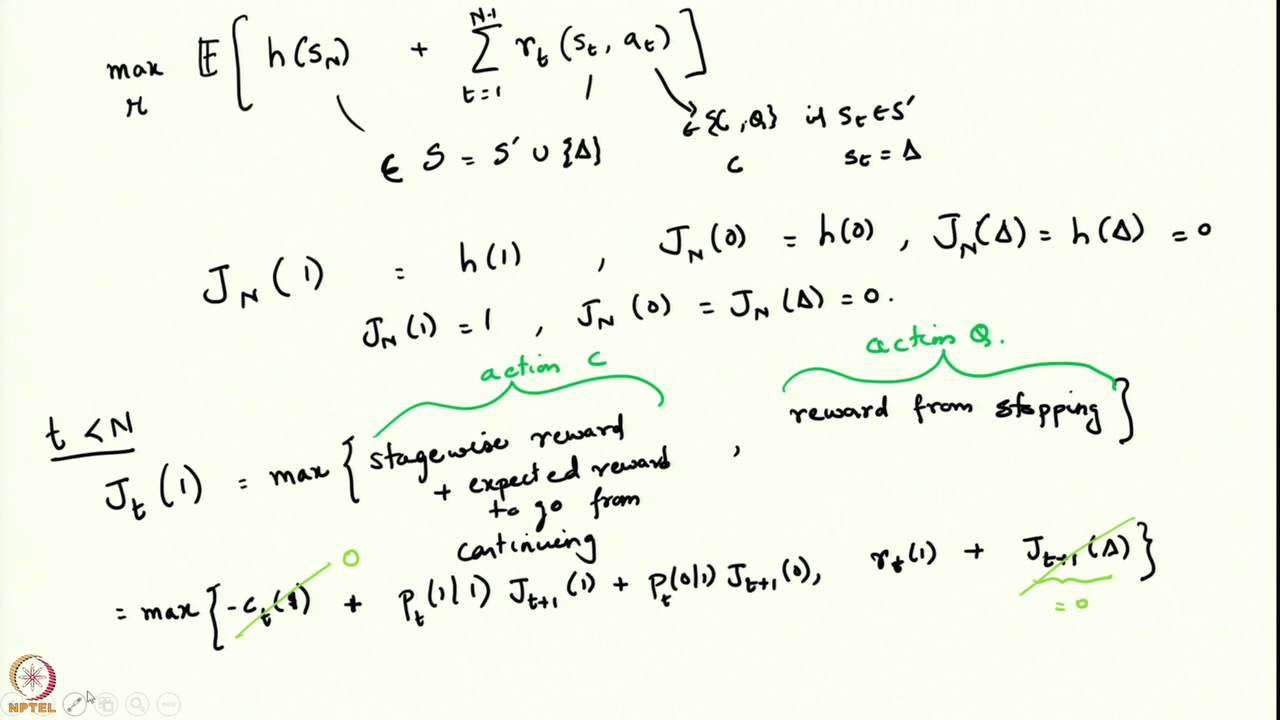 max_π 𝔼[ h(s_N) + Σ_{t=1}^{N-1} r_t (s_t, a_t) ]
∈ {C, Q} if s_t ∈ S'
∈ S = S' ∪ {Δ} C s_t = Δ
J_N(1) = h(1) , J_N(0) = h(0) , J_N(Δ) = h(Δ) = 0
J_N(1) = 1 , J_N(0) = J_N(Δ) = 0.
action C action Q.
t < N
J_t(1) = max { stagewise reward , reward from stopping }
+ expected reward
to go from
continuing
0
= max { -c_t(1) + p_t(1|1) J_{t+1}(1) + p_t(0|1) J_{t+1}(0), r_t(1) + J_{t+1}(Δ) }
= 0
NPTEL